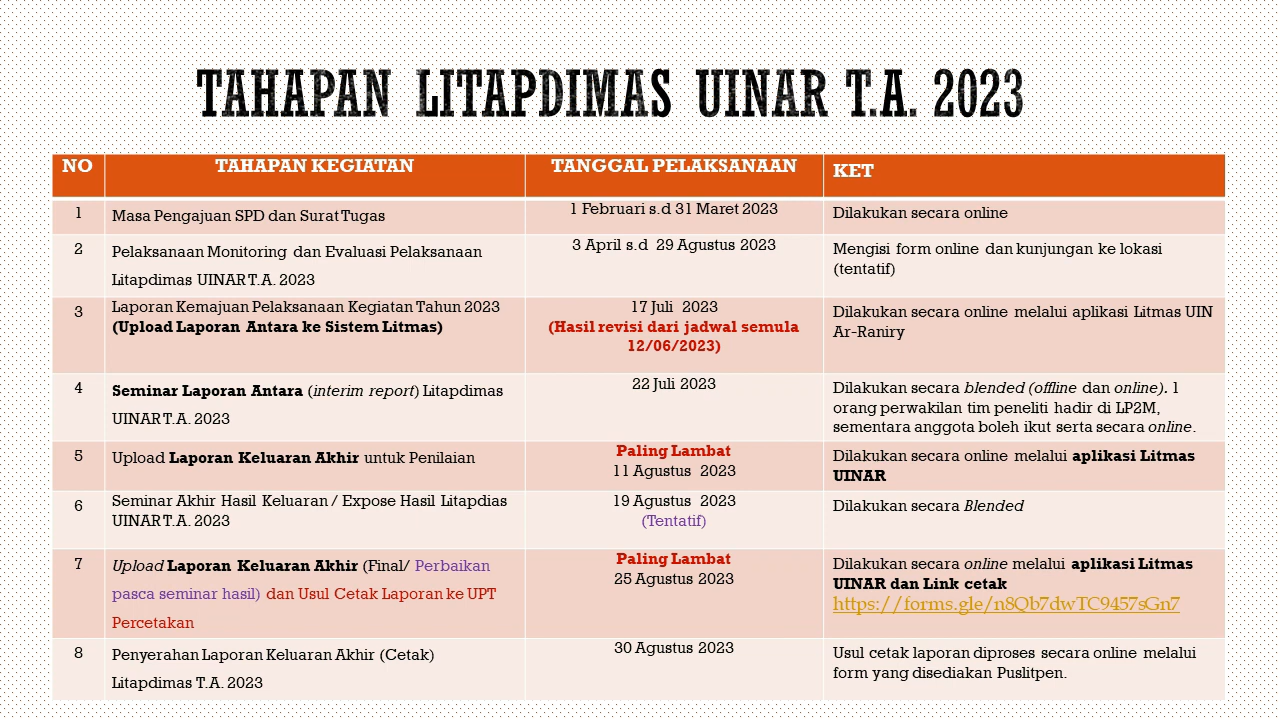 TAHAPAN LITAPDIMAS UINAR T.A. 2023
NO TAHAPAN KEGIATAN TANGGAL PELAKSANAAN KET
1 Masa Pengajuan SPD dan Surat Tugas 1 Februari s.d 31 Maret 2023 Dilakukan secara online
2 Pelaksanaan Monitoring dan Evaluasi Pelaksanaan
Litapdimas UINAR T.A. 2023
3 April s.d 29 Agustus 2023
Mengisi form online dan kunjungan ke lokasi
(tentatif)
3 Laporan Kemajuan Pelaksanaan Kegiatan Tahun 2023
(Upload Laporan Antara ke Sistem Litmas)
17 Juli 2023
(Hasil revisi dari jadwal semula
12/06/2023)
Dilakukan secara online melalui aplikasi Litmas UIN
Ar-Raniry
4 Seminar Laporan Antara (interim report) Litapdimas
UINAR T.A. 2023
22 Juli 2023
Dilakukan secara blended (offline dan online). 1
orang perwakilan tim peneliti hadir di LP2M,
sementara anggota boleh ikut serta secara online.
5 Upload Laporan Keluaran Akhir untuk Penilaian
Paling Lambat
11 Agustus 2023
Dilakukan secara online melalui aplikasi Litmas
UINAR
6 Seminar Akhir Hasil Keluaran / Expose Hasil Litapdias
UINAR T.A. 2023
19 Agustus 2023
(Tentatif)
Dilakukan secara Blended
7 Upload Laporan Keluaran Akhir (Final/ Perbaikan
pasca seminar hasil) dan Usul Cetak Laporan ke UPT
Percetakan
Paling Lambat
25 Agustus 2023
Dilakukan secara online melalui aplikasi Litmas
UINAR dan Link cetak
https://forms.gle/n8Qb7dwTC9457sGn7
8 Penyerahan Laporan Keluaran Akhir (Cetak)
Litapdimas T.A. 2023
30 Agustus 2023
Usul cetak laporan diproses secara online melalui
form yang disediakan Puslitpen.